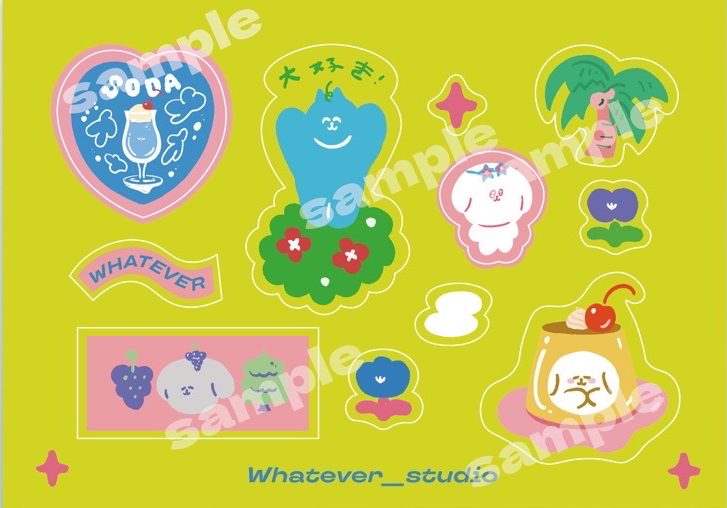 sample
SODA
大好き!
sample
sample
WHATEVER
sample
sample
Whatever_studio